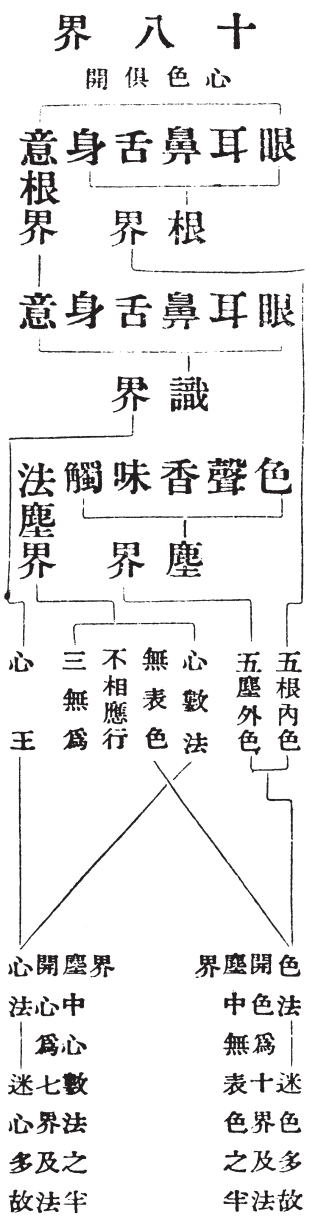 十八界
心色俱開
眼耳鼻舌身意根界
根界
眼耳鼻舌身意
識界
色聲香味觸法塵界
塵界
五根內色
五塵外色
心數法
無表色
不相應行
三無爲
心王
色法
迷色多故
開色爲十界及法
塵中無表色之半
界
心法
迷心多故
開心爲七界及法
塵中心數法之半
界